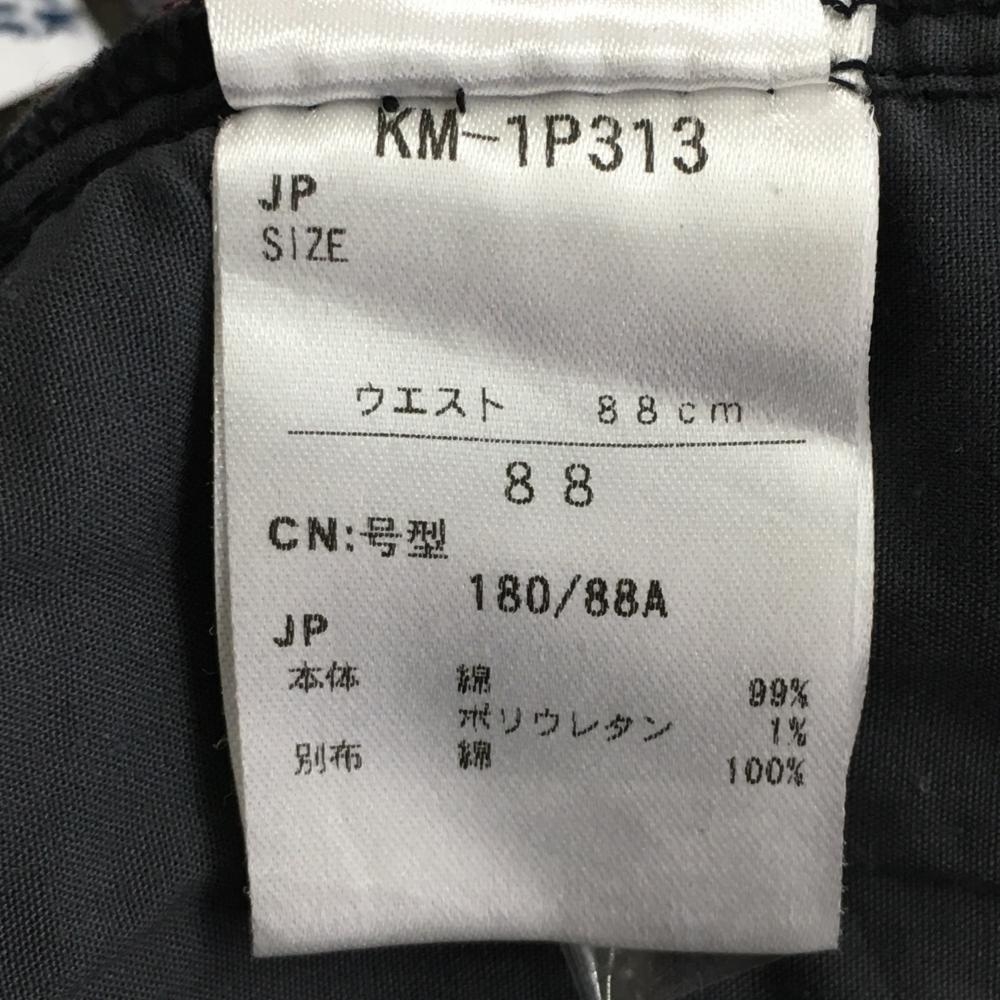 KM-1P313
JP
SIZE
ウエスト 88cm
88
CN:号型
180/88A
JP
本体 綿 99%
ポリウレタン 1%
別布 綿 100%